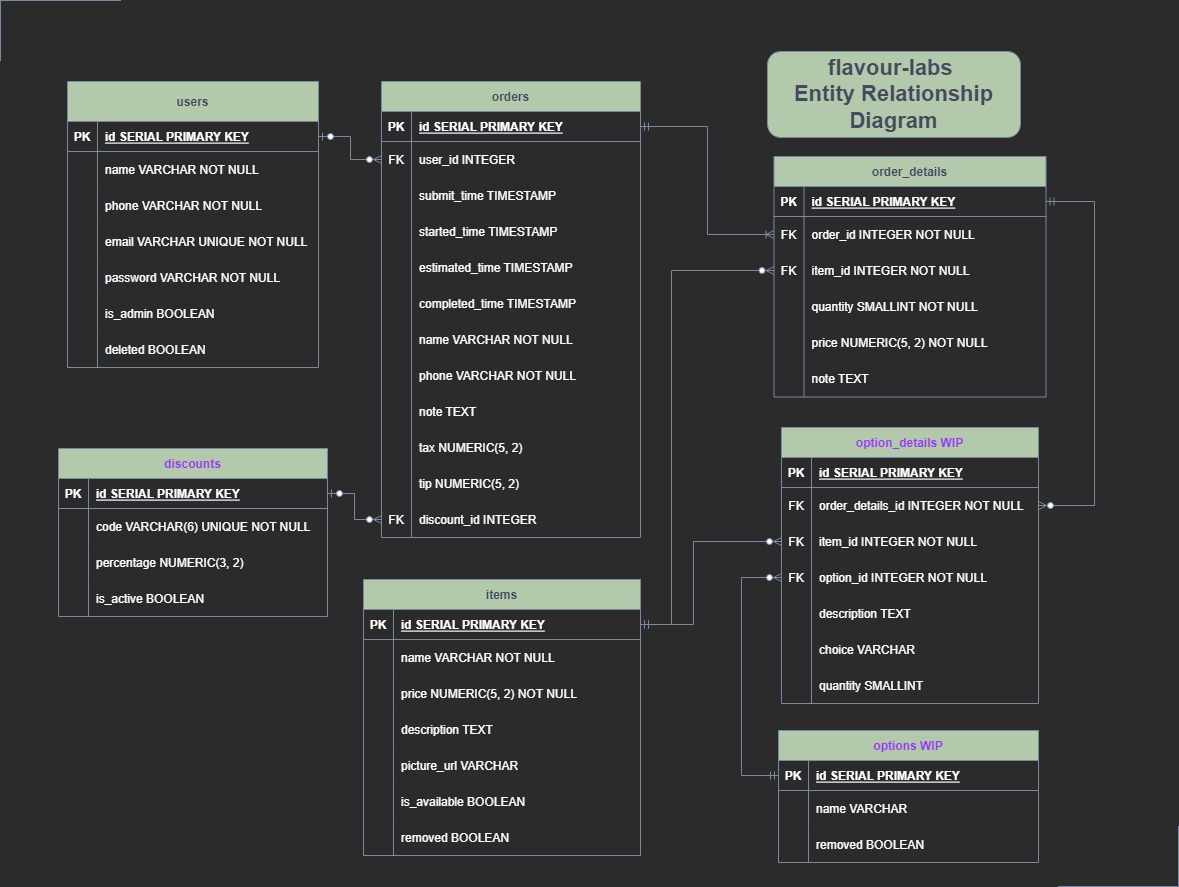 flavour-labs
Entity Relationship
Diagram
users
PK id SERIAL PRIMARY KEY
name VARCHAR NOT NULL
phone VARCHAR NOT NULL
email VARCHAR UNIQUE NOT NULL
password VARCHAR NOT NULL
is_admin BOOLEAN
deleted BOOLEAN
orders
PK id SERIAL PRIMARY KEY
FK user_id INTEGER
submit_time TIMESTAMP
started_time TIMESTAMP
estimated_time TIMESTAMP
completed_time TIMESTAMP
name VARCHAR NOT NULL
phone VARCHAR NOT NULL
note TEXT
tax NUMERIC(5, 2)
tip NUMERIC(5, 2)
FK discount_id INTEGER
order_details
PK id SERIAL PRIMARY KEY
FK order_id INTEGER NOT NULL
FK item_id INTEGER NOT NULL
quantity SMALLINT NOT NULL
price NUMERIC(5, 2) NOT NULL
note TEXT
discounts
PK id SERIAL PRIMARY KEY
code VARCHAR(6) UNIQUE NOT NULL
percentage NUMERIC(3, 2)
is_active BOOLEAN
items
PK id SERIAL PRIMARY KEY
name VARCHAR NOT NULL
price NUMERIC(5, 2) NOT NULL
description TEXT
picture_url VARCHAR
is_available BOOLEAN
removed BOOLEAN
option_details WIP
PK id SERIAL PRIMARY KEY
FK order_details_id INTEGER NOT NULL
FK item_id INTEGER NOT NULL
FK option_id INTEGER NOT NULL
description TEXT
choice VARCHAR
quantity SMALLINT
options WIP
PK id SERIAL PRIMARY KEY
name VARCHAR
removed BOOLEAN